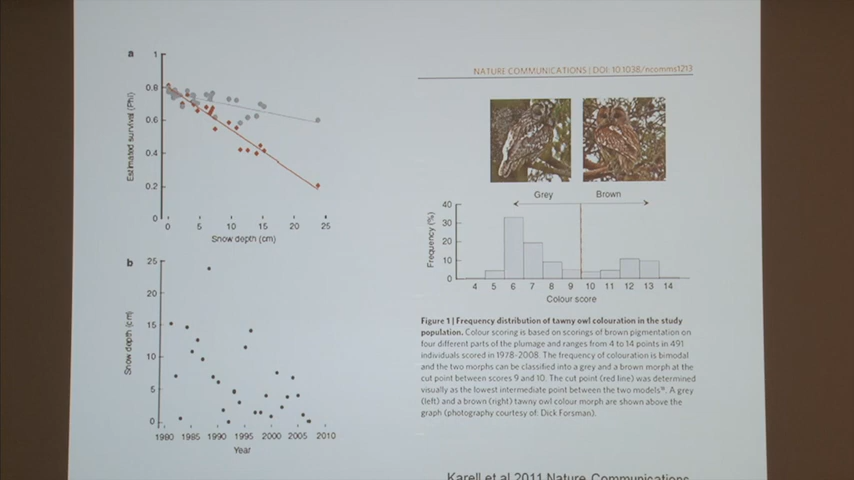 a
1
0.8
0.6
0.4
0.2
0
Estimated survival (Phi)
0 5 10 15 20 25
Snow depth (cm)
b
25
20
15
10
5
0
Snow depth (cm)
1980 1985 1990 1995 2000 2005 2010
Year
NATURE COMMUNICATIONS | DOI: 10.1038/ncomms1213
Grey Brown
40
30
20
10
0
Frequency (%)
4 5 6 7 8 9 10 11 12 13 14
Colour score
Figure 1 | Frequency distribution of tawny owl colouration in the study
population. Colour scoring is based on scorings of brown pigmentation on
four different parts of the plumage and ranges from 4 to 14 points in 491
individuals scored in 1978-2008. The frequency of colouration is bimodal
and the two morphs can be classified into a grey and a brown morph at the
cut point between scores 9 and 10. The cut point (red line) was determined
visually as the lowest intermediate point between the two models. A grey
(left) and a brown (right) tawny owl colour morph are shown above the
graph (photography courtesy of: Dick Forsman).
Karell et al 2011 Nature Communications